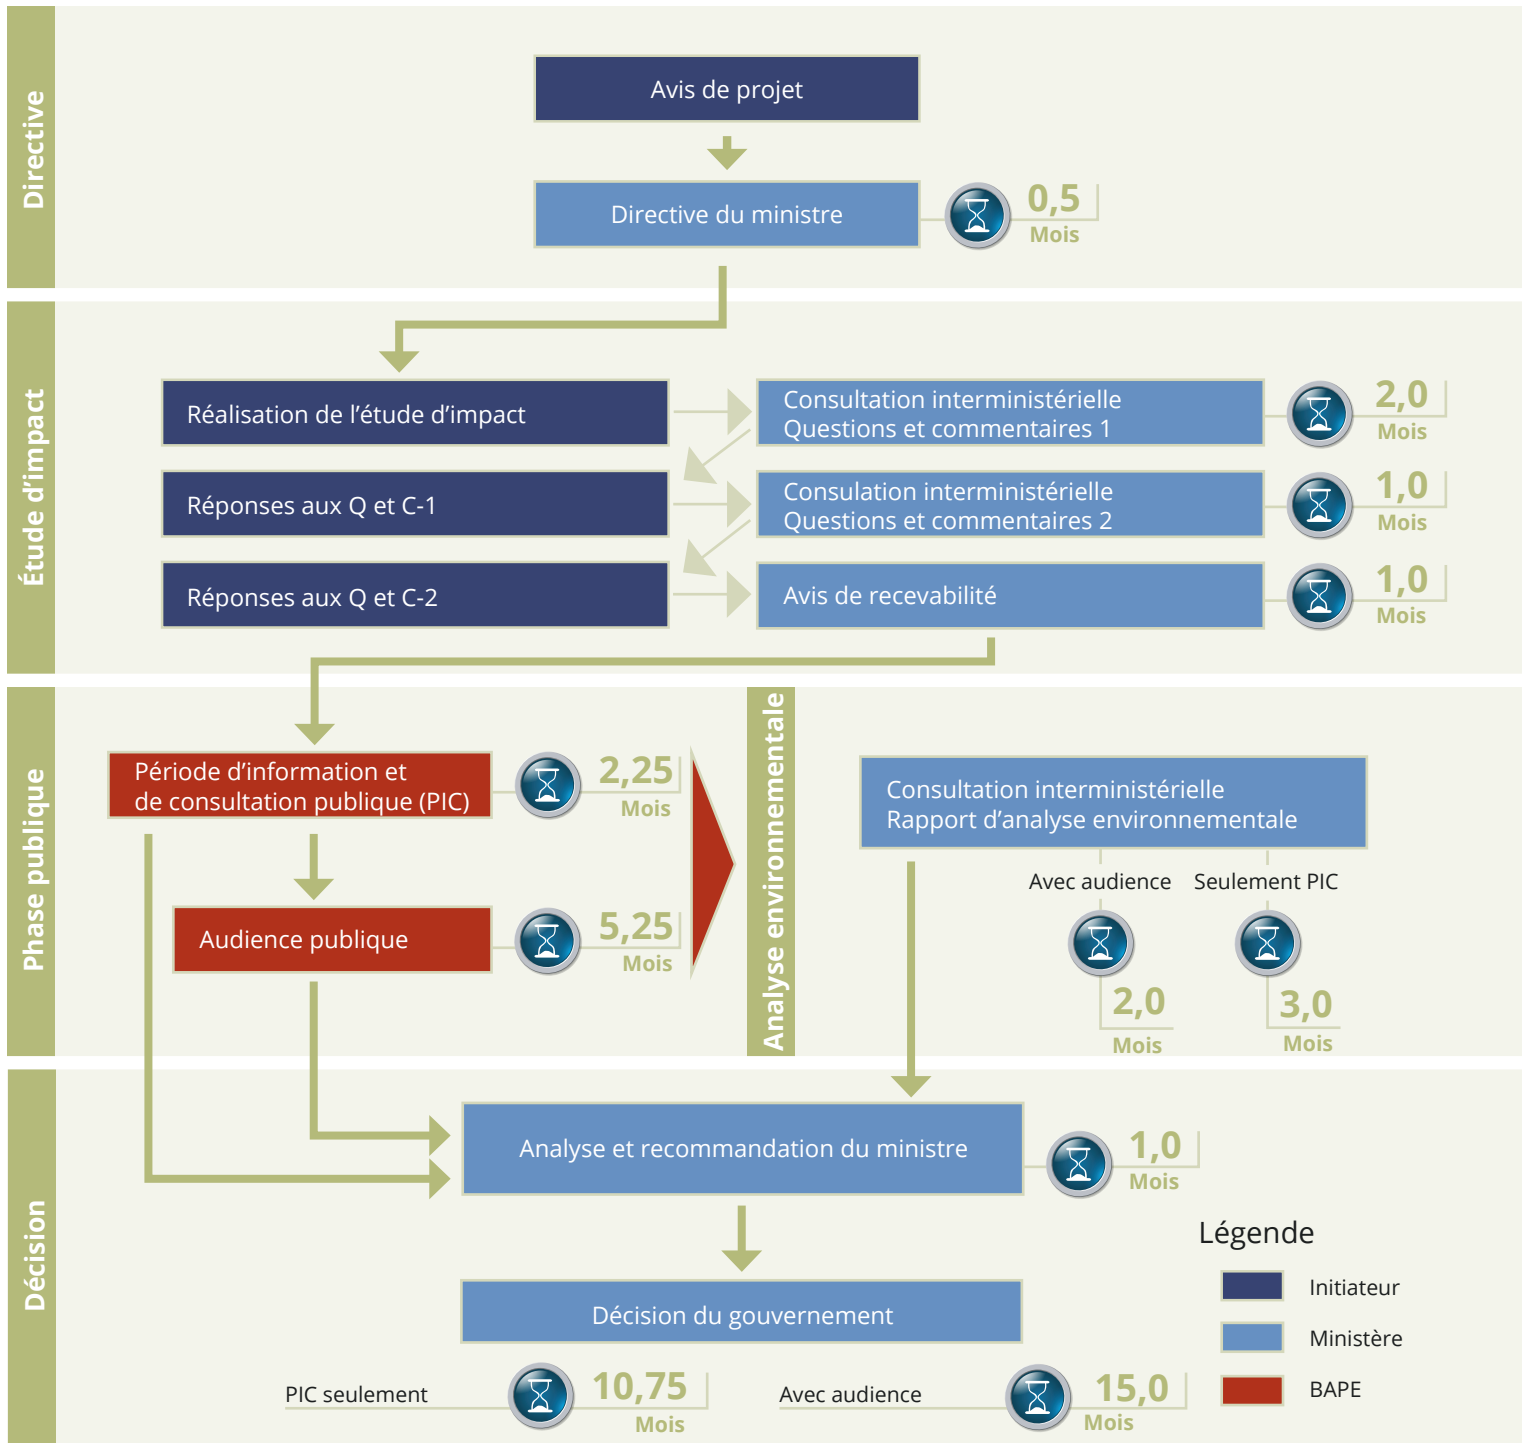 Directive
Avis de projet
Directive du ministre
0,5
Mois
Étude d’impact
Réalisation de l’étude d’impact
Consultation interministérielle
Questions et commentaires 1
2,0
Mois
Réponses aux Q et C-1
Consulation interministérielle
Questions et commentaires 2
1,0
Mois
Réponses aux Q et C-2
Avis de recevabilité
1,0
Mois
Phase publique
Période d’information et
de consultation publique (PIC)
2,25
Mois
Audience publique
5,25
Mois
Analyse environnementale
Consultation interministérielle
Rapport d’analyse environnementale
Avec audience
Seulement PIC
2,0
Mois
3,0
Mois
Décision
Analyse et recommandation du ministre
1,0
Mois
Décision du gouvernement
PIC seulement
10,75
Mois
Avec audience
15,0
Mois
Légende
Initiateur
Ministère
BAPE